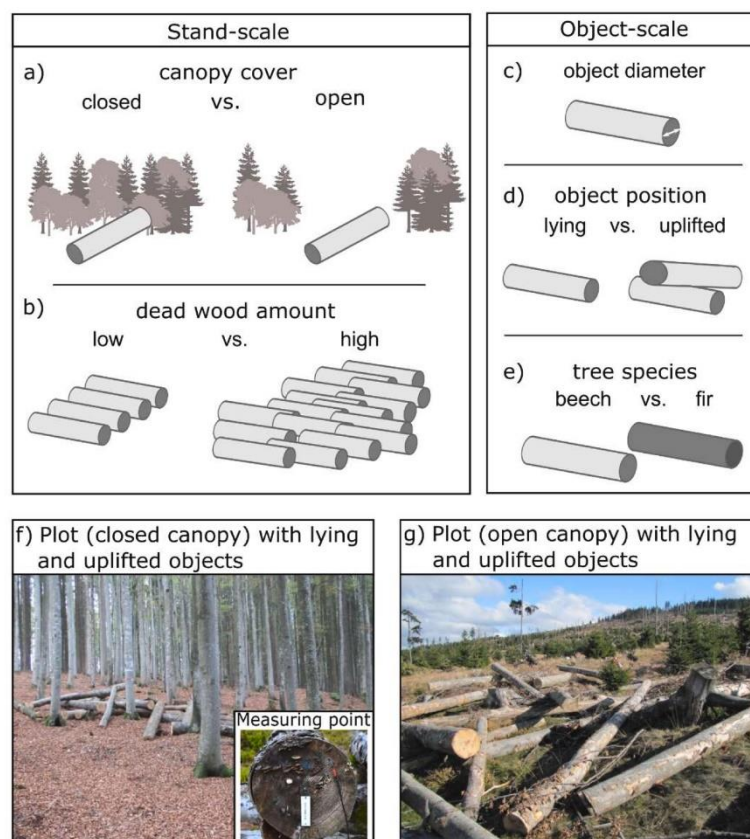 Stand-scale
a) canopy cover
closed vs. open
b) dead wood amount
low vs. high
Object-scale
c) object diameter
d) object position
lying vs. uplifted
e) tree species
beech vs. fir
f) Plot (closed canopy) with lying
and uplifted objects
Measuring point
g) Plot (open canopy) with lying
and uplifted objects